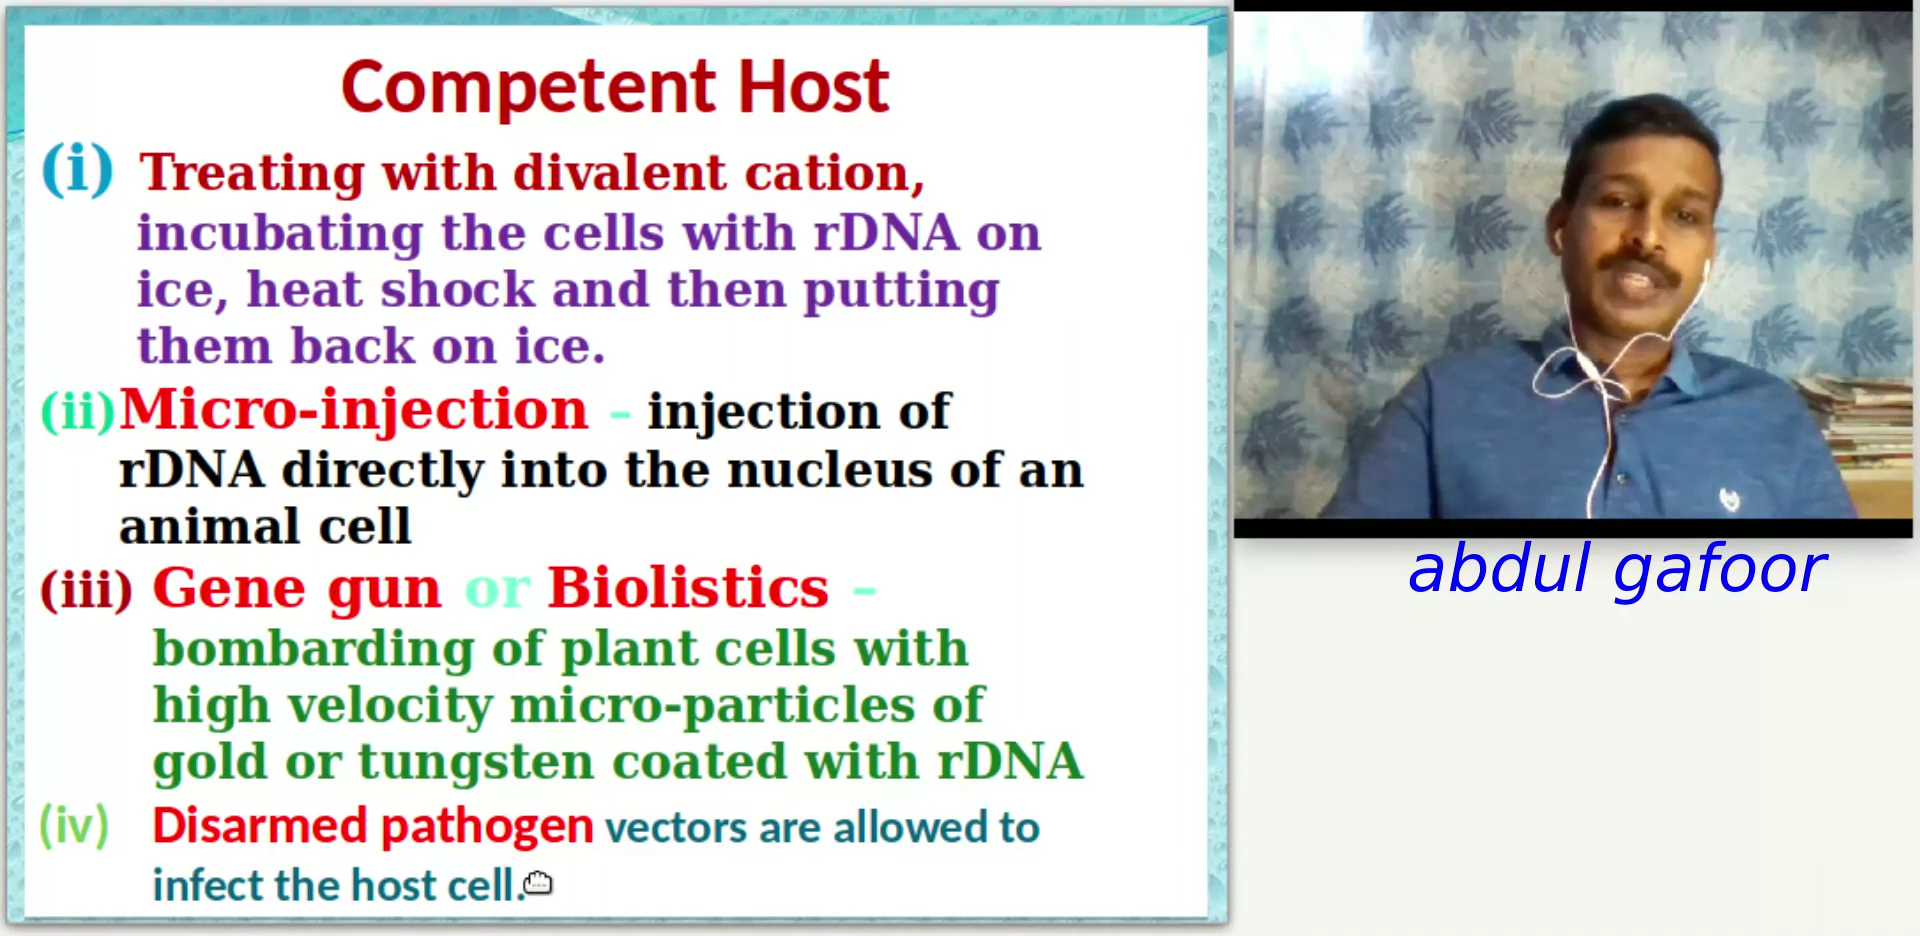 Competent Host
(i) Treating with divalent cation,
incubating the cells with rDNA on
ice, heat shock and then putting
them back on ice.
(ii) Micro-injection – injection of
rDNA directly into the nucleus of an
animal cell
(iii) Gene gun or Biolistics –
bombarding of plant cells with
high velocity micro-particles of
gold or tungsten coated with rDNA
(iv) Disarmed pathogen vectors are allowed to
infect the host cell.
abdul gafoor